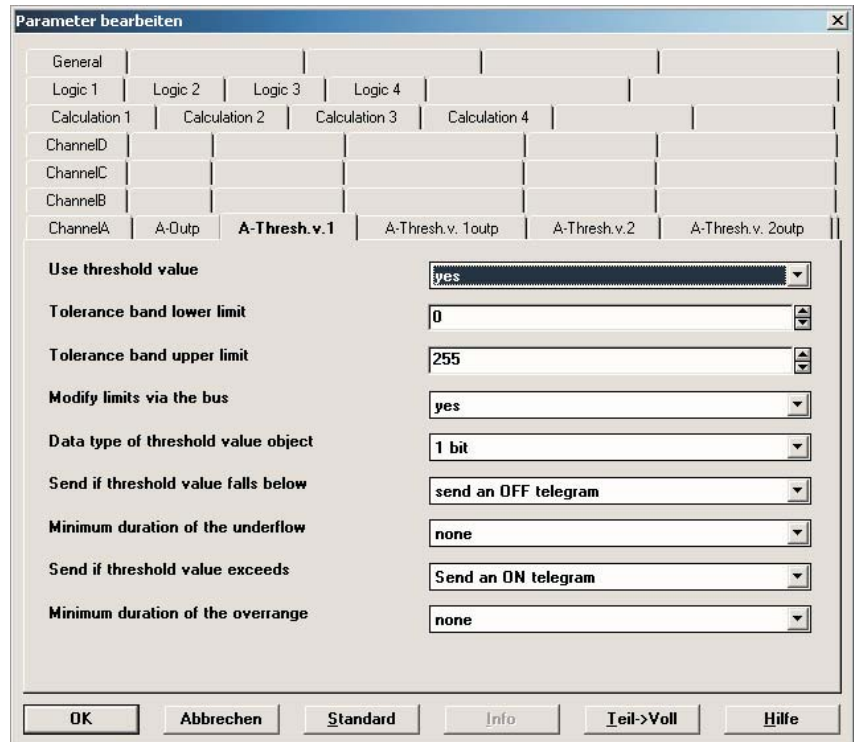 Parameter bearbeiten
General
Logic 1 Logic 2 Logic 3 Logic 4
Calculation 1 Calculation 2 Calculation 3 Calculation 4
ChannelD
ChannelC
ChannelB
ChannelA A-Outp A-Thresh.v.1 A-Thresh.v. 1outp A-Thresh.v.2 A-Thresh.v. 2outp
Use threshold value yes
Tolerance band lower limit 0
Tolerance band upper limit 255
Modify limits via the bus yes
Data type of threshold value object 1 bit
Send if threshold value falls below send an OFF telegram
Minimum duration of the underflow none
Send if threshold value exceeds Send an ON telegram
Minimum duration of the overrange none
OK Abbrechen Standard Info Teil->Voll Hilfe